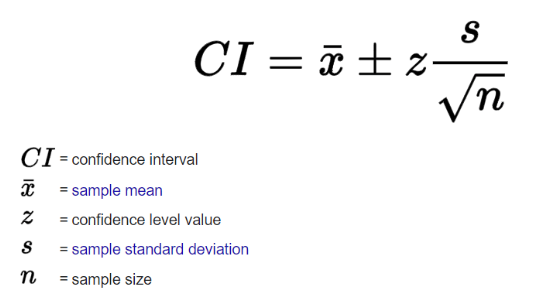 CI = x̄ ± z s/√n
CI = confidence interval
x̄ = sample mean
z = confidence level value
s = sample standard deviation
n = sample size